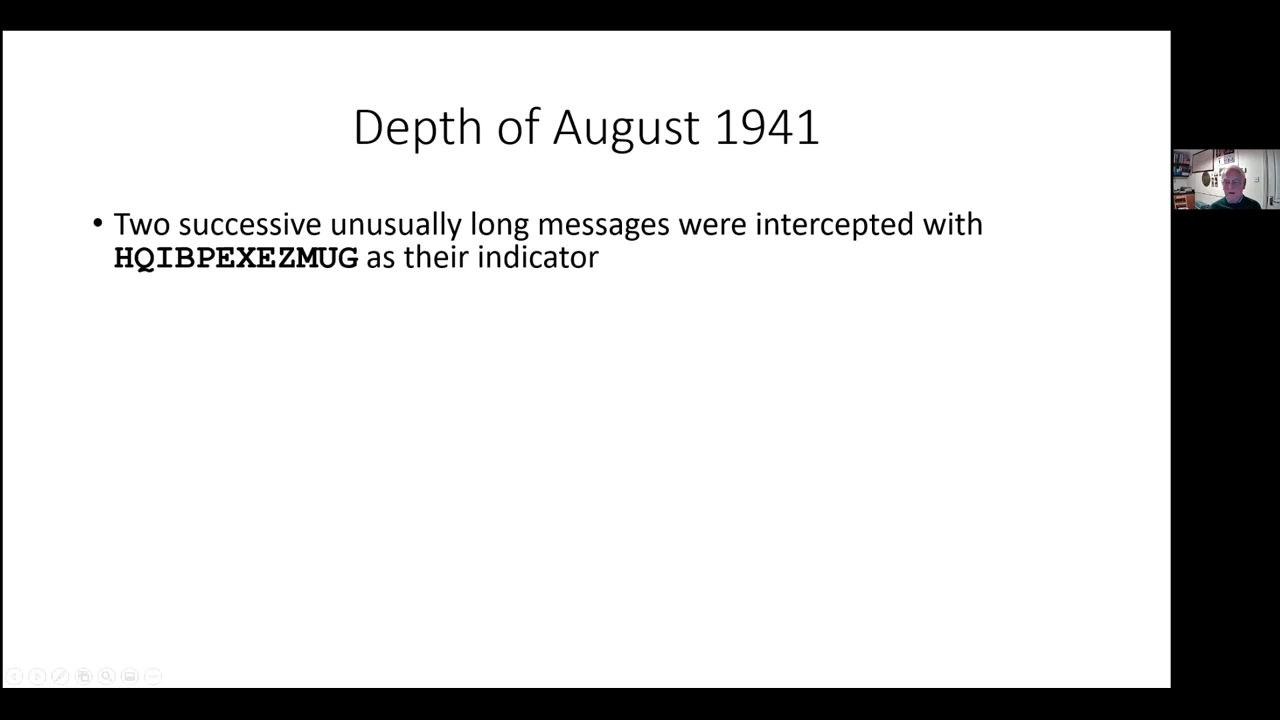 Depth of August 1941
• Two successive unusually long messages were intercepted with
HQIBPEXEZMUG as their indicator